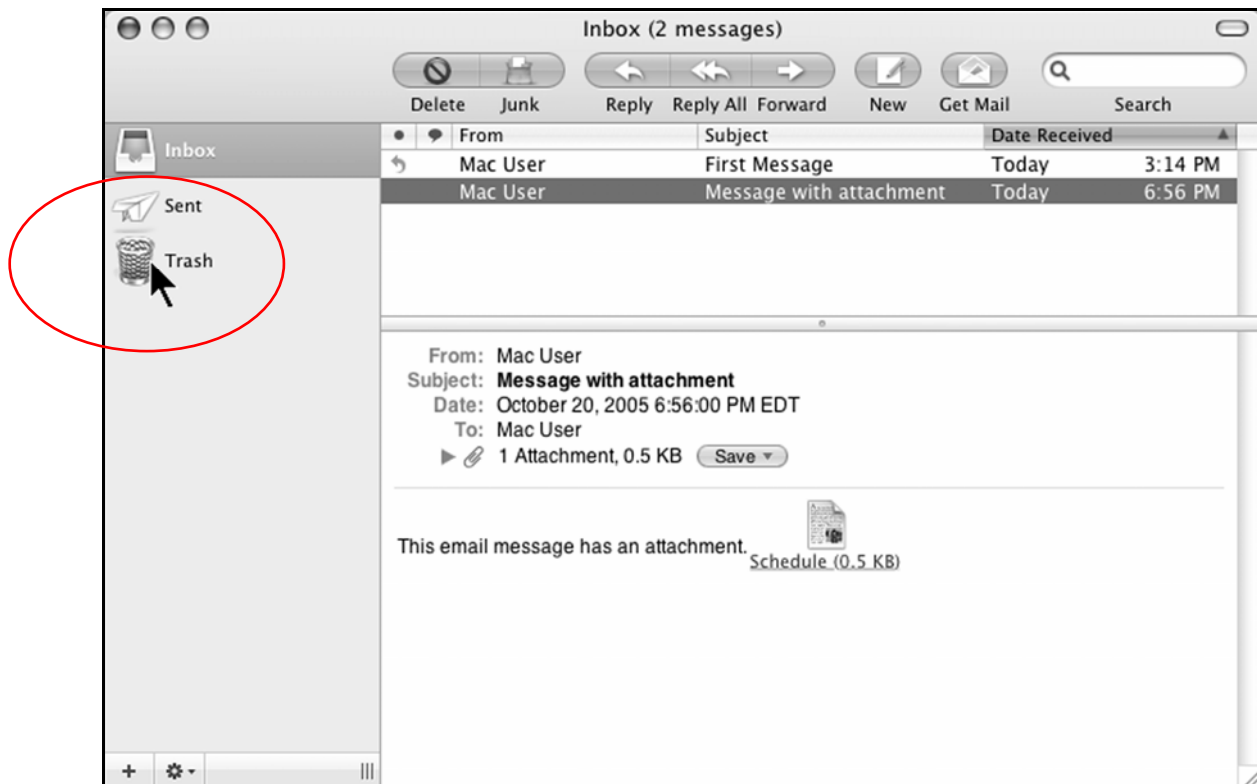 Inbox (2 messages)
Delete Junk Reply Reply All Forward New Get Mail Search
Inbox
Sent
Trash
From Subject Date Received
Mac User First Message Today 3:14 PM
Mac User Message with attachment Today 6:56 PM
From: Mac User
Subject: Message with attachment
Date: October 20, 2005 6:56:00 PM EDT
To: Mac User
1 Attachment, 0.5 KB Save
This email message has an attachment.
Schedule (0.5 KB)